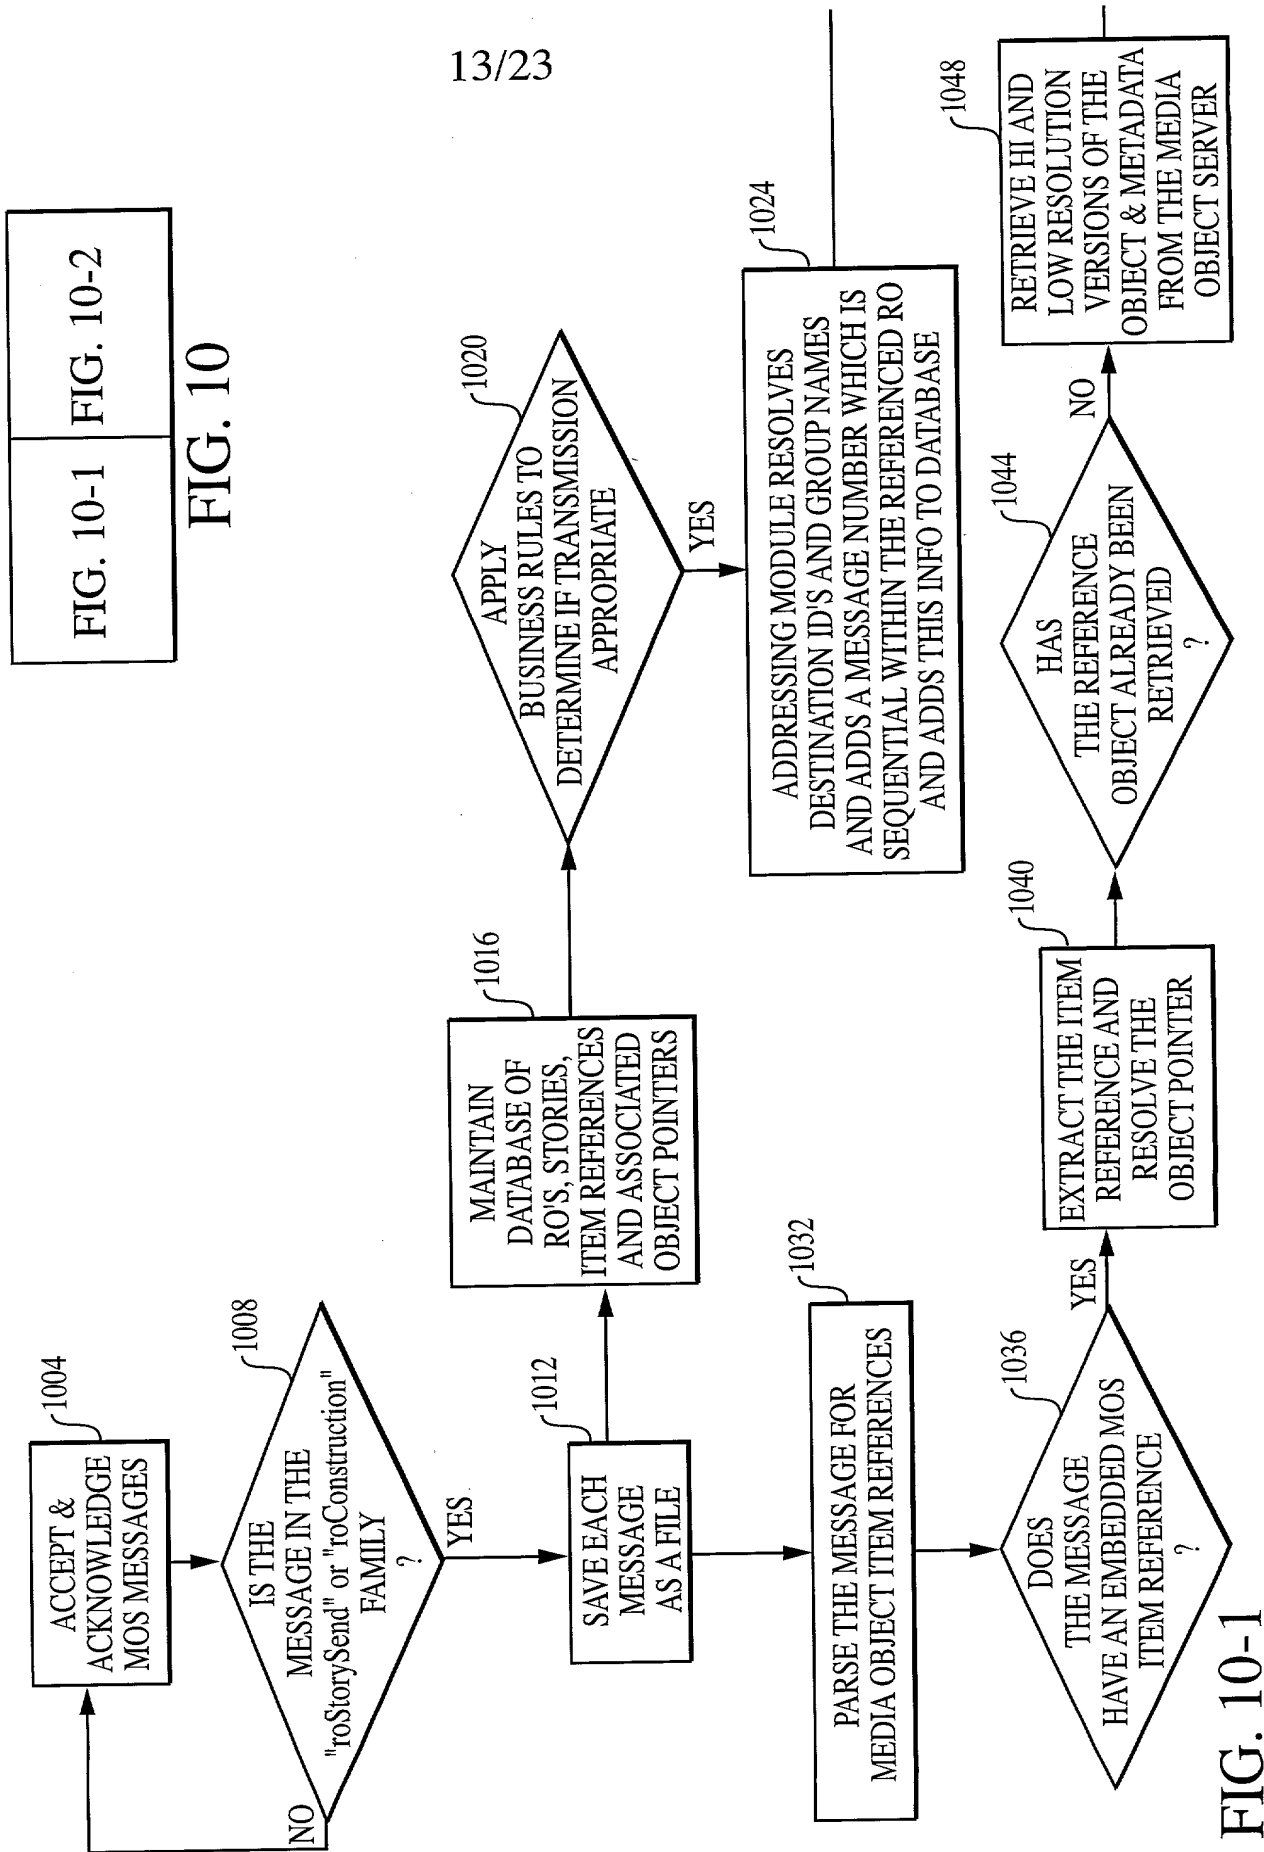 13/23
FIG. 10-1
FIG. 10-2
FIG. 10
1004
ACCEPT &
ACKNOWLEDGE
MOS MESSAGES
1008
IS THE
MESSAGE IN THE
"roStorySend" or "roConstruction"
FAMILY
?
NO
YES
1012
SAVE EACH
MESSAGE
AS A FILE
1016
MAINTAIN
DATABASE OF
RO'S, STORIES,
ITEM REFERENCES
AND ASSOCIATED
OBJECT POINTERS
1020
APPLY
BUSINESS RULES TO
DETERMINE IF TRANSMISSION
APPROPRIATE
YES
1024
ADDRESSING MODULE RESOLVES
DESTINATION ID'S AND GROUP NAMES
AND ADDS A MESSAGE NUMBER WHICH IS
SEQUENTIAL WITHIN THE REFERENCED RO
AND ADDS THIS INFO TO DATABASE
1032
PARSE THE MESSAGE FOR
MEDIA OBJECT ITEM REFERENCES
1036
DOES
THE MESSAGE
HAVE AN EMBEDDED MOS
ITEM REFERENCE
?
YES
1040
EXTRACT THE ITEM
REFERENCE AND
RESOLVE THE
OBJECT POINTER
1044
HAS
THE REFERENCE
OBJECT ALREADY BEEN
RETRIEVED
?
NO
1048
RETRIEVE HI AND
LOW RESOLUTION
VERSIONS OF THE
OBJECT & METADATA
FROM THE MEDIA
OBJECT SERVER
FIG. 10-1